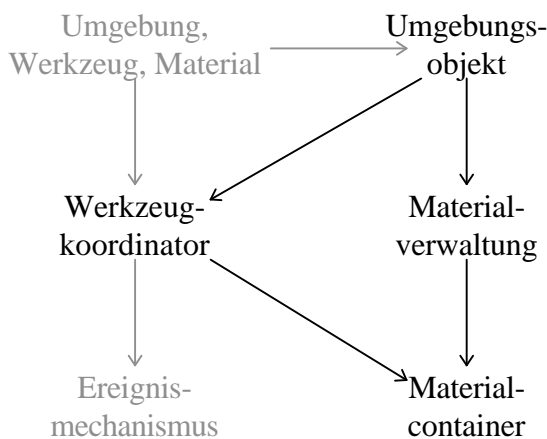 Umgebung,
Werkzeug, Material
Umgebungs-
objekt
Werkzeug-
koordinator
Material-
verwaltung
Ereignis-
mechanismus
Material-
container